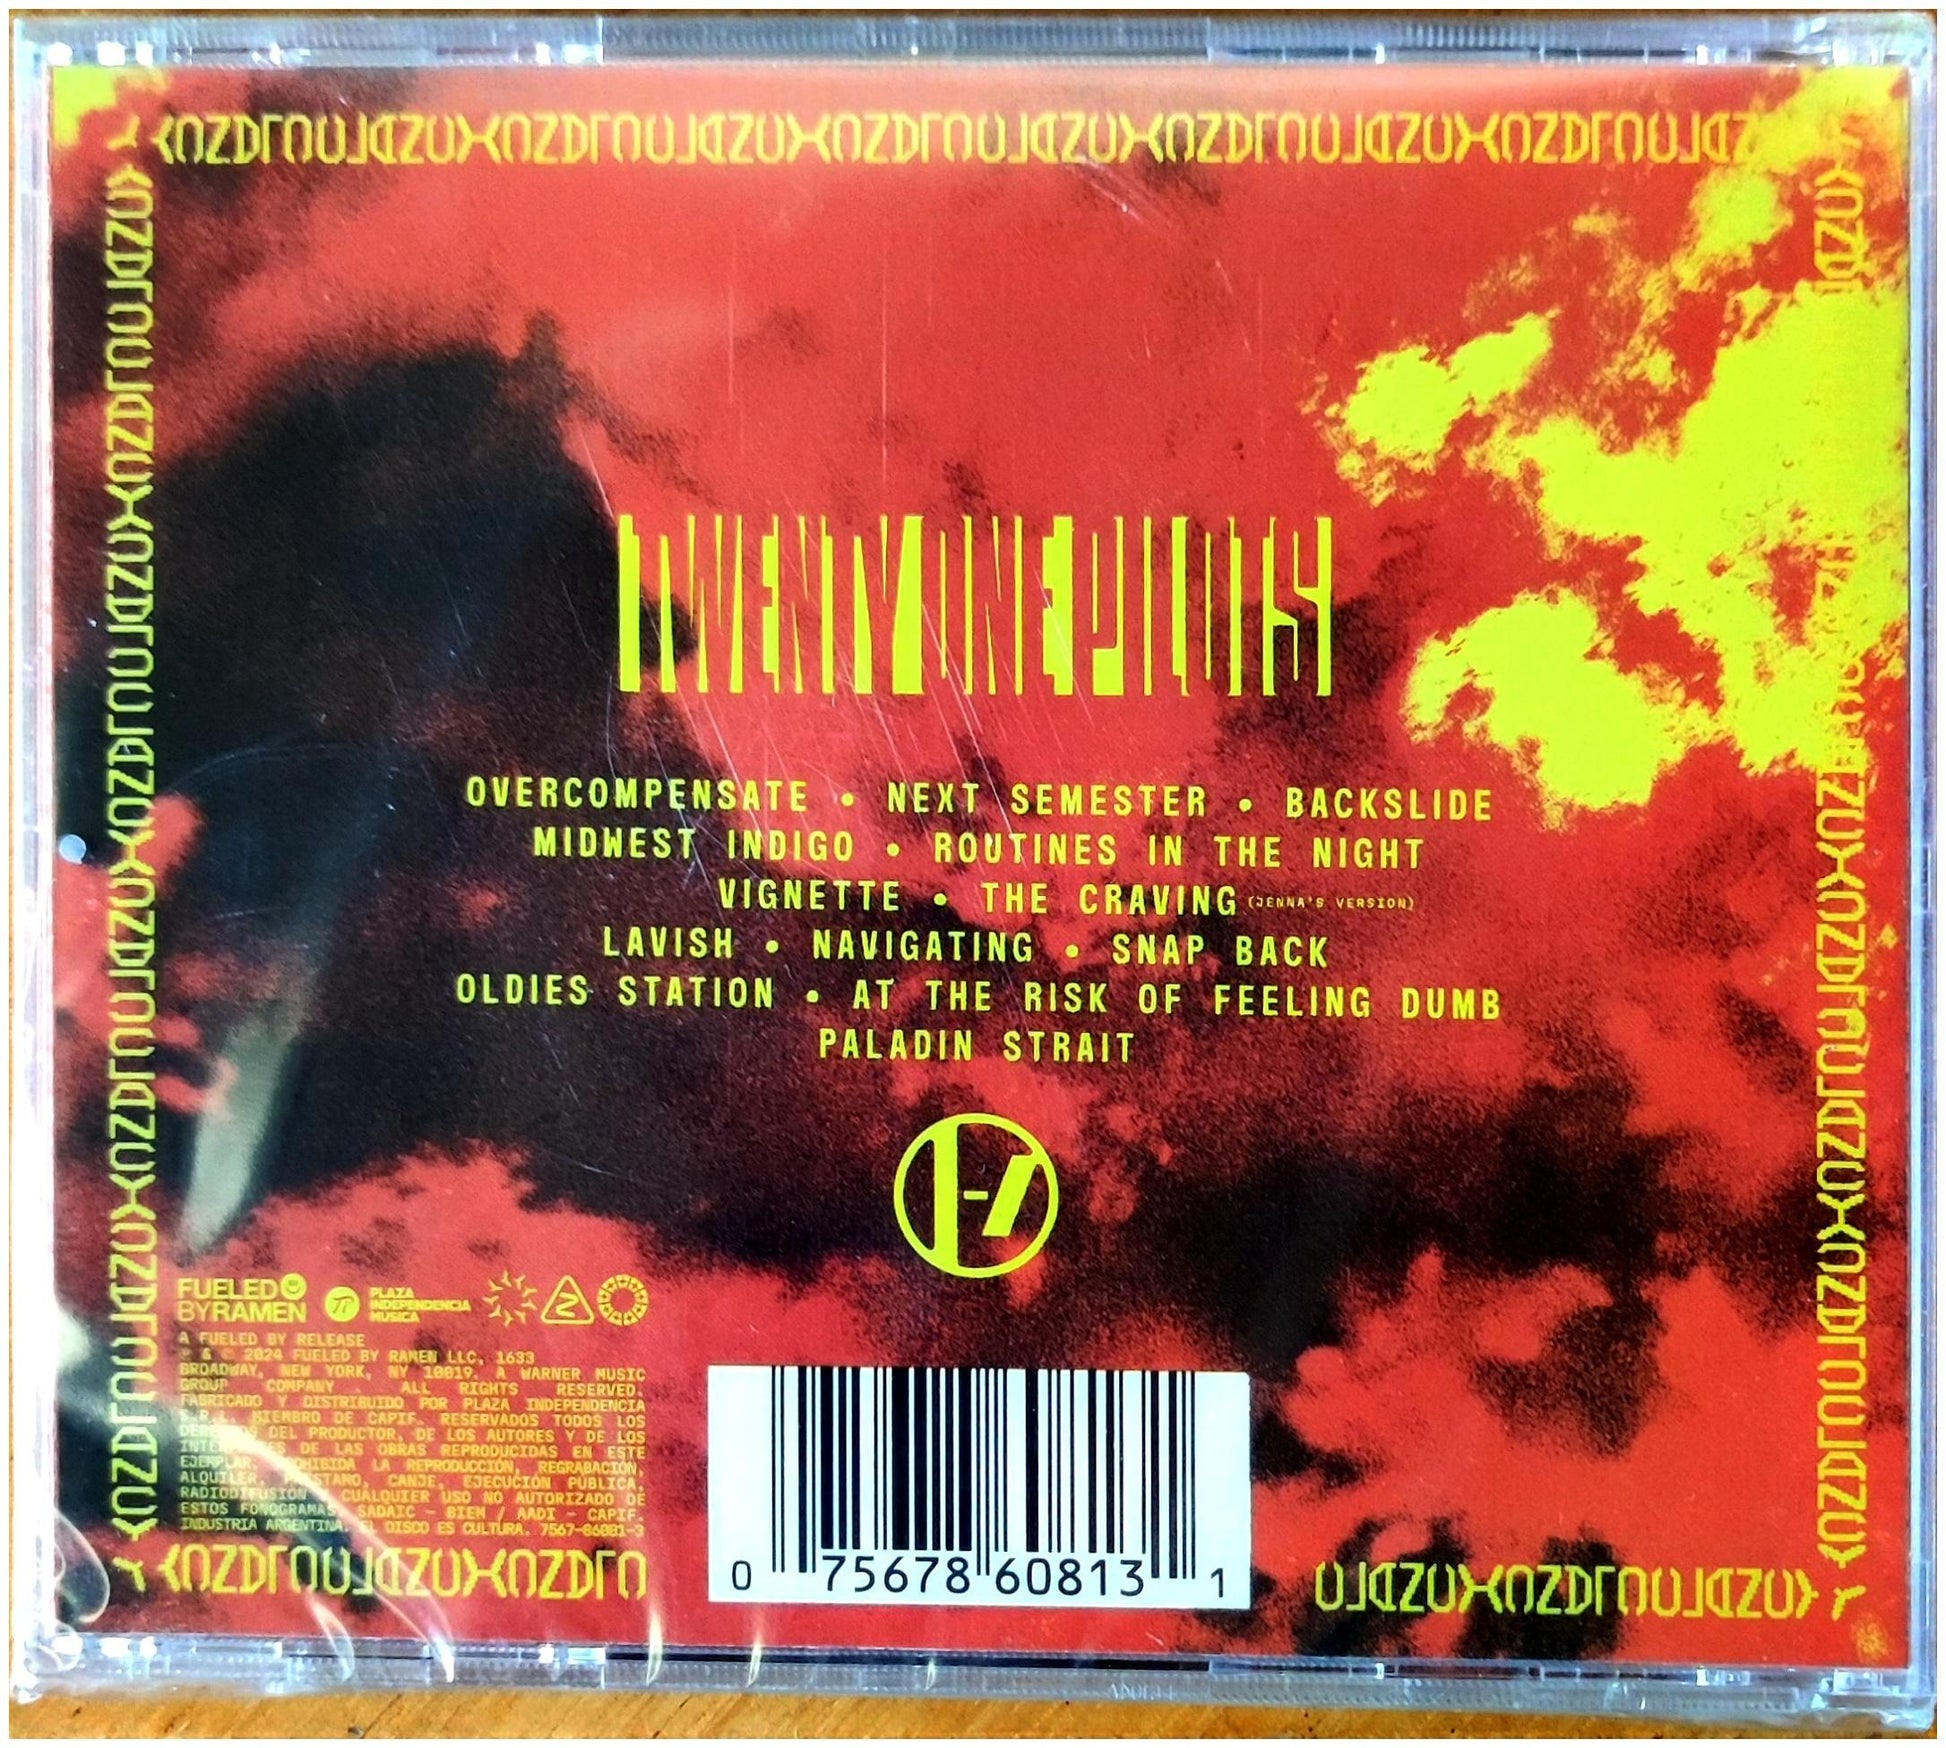 TWENTY ONE PILOTS
OVERCOMPENSATE • NEXT SEMESTER • BACKSLIDE
MIDWEST INDIGO • ROUTINES IN THE NIGHT
VIGNETTE • THE CRAVING (JENNA'S VERSION)
LAVISH • NAVIGATING • SNAP BACK
OLDIES STATION • AT THE RISK OF FEELING DUMB
PALADIN STRAIT
FUELED
BYRAMEN
PLAZA
INDEPENDENCIA
MUSICA
A FUELED BY RELEASE
℗ & © 2024 FUELED BY RAMEN LLC, 1633
BROADWAY, NEW YORK, NY 10019. A WARNER MUSIC
GROUP COMPANY . ALL RIGHTS RESERVED.
FABRICADO Y DISTRIBUIDO POR PLAZA INDEPENDENCIA
S.R.L. MIEMBRO DE CAPIF. RESERVADOS TODOS LOS
DEL PRODUCTOR, DE LOS AUTORES Y DE LOS
DE LAS OBRAS REPRODUCIDAS EN ESTE
EJEMPLAR. PROHIBIDA LA REPRODUCCIÓN, REGRABACIÓN,
ALQUILER, PRÉSTAMO, CANJE, EJECUCIÓN PÚBLICA,
RADIODIFUSIÓN Y CUALQUIER USO NO AUTORIZADO DE
ESTOS FONOGRAMAS. SADAIC - BIEM / AADI - CAPIF.
INDUSTRIA ARGENTINA. EL DISCO ES CULTURA. 7567-86081-3
0 75678 60813 1